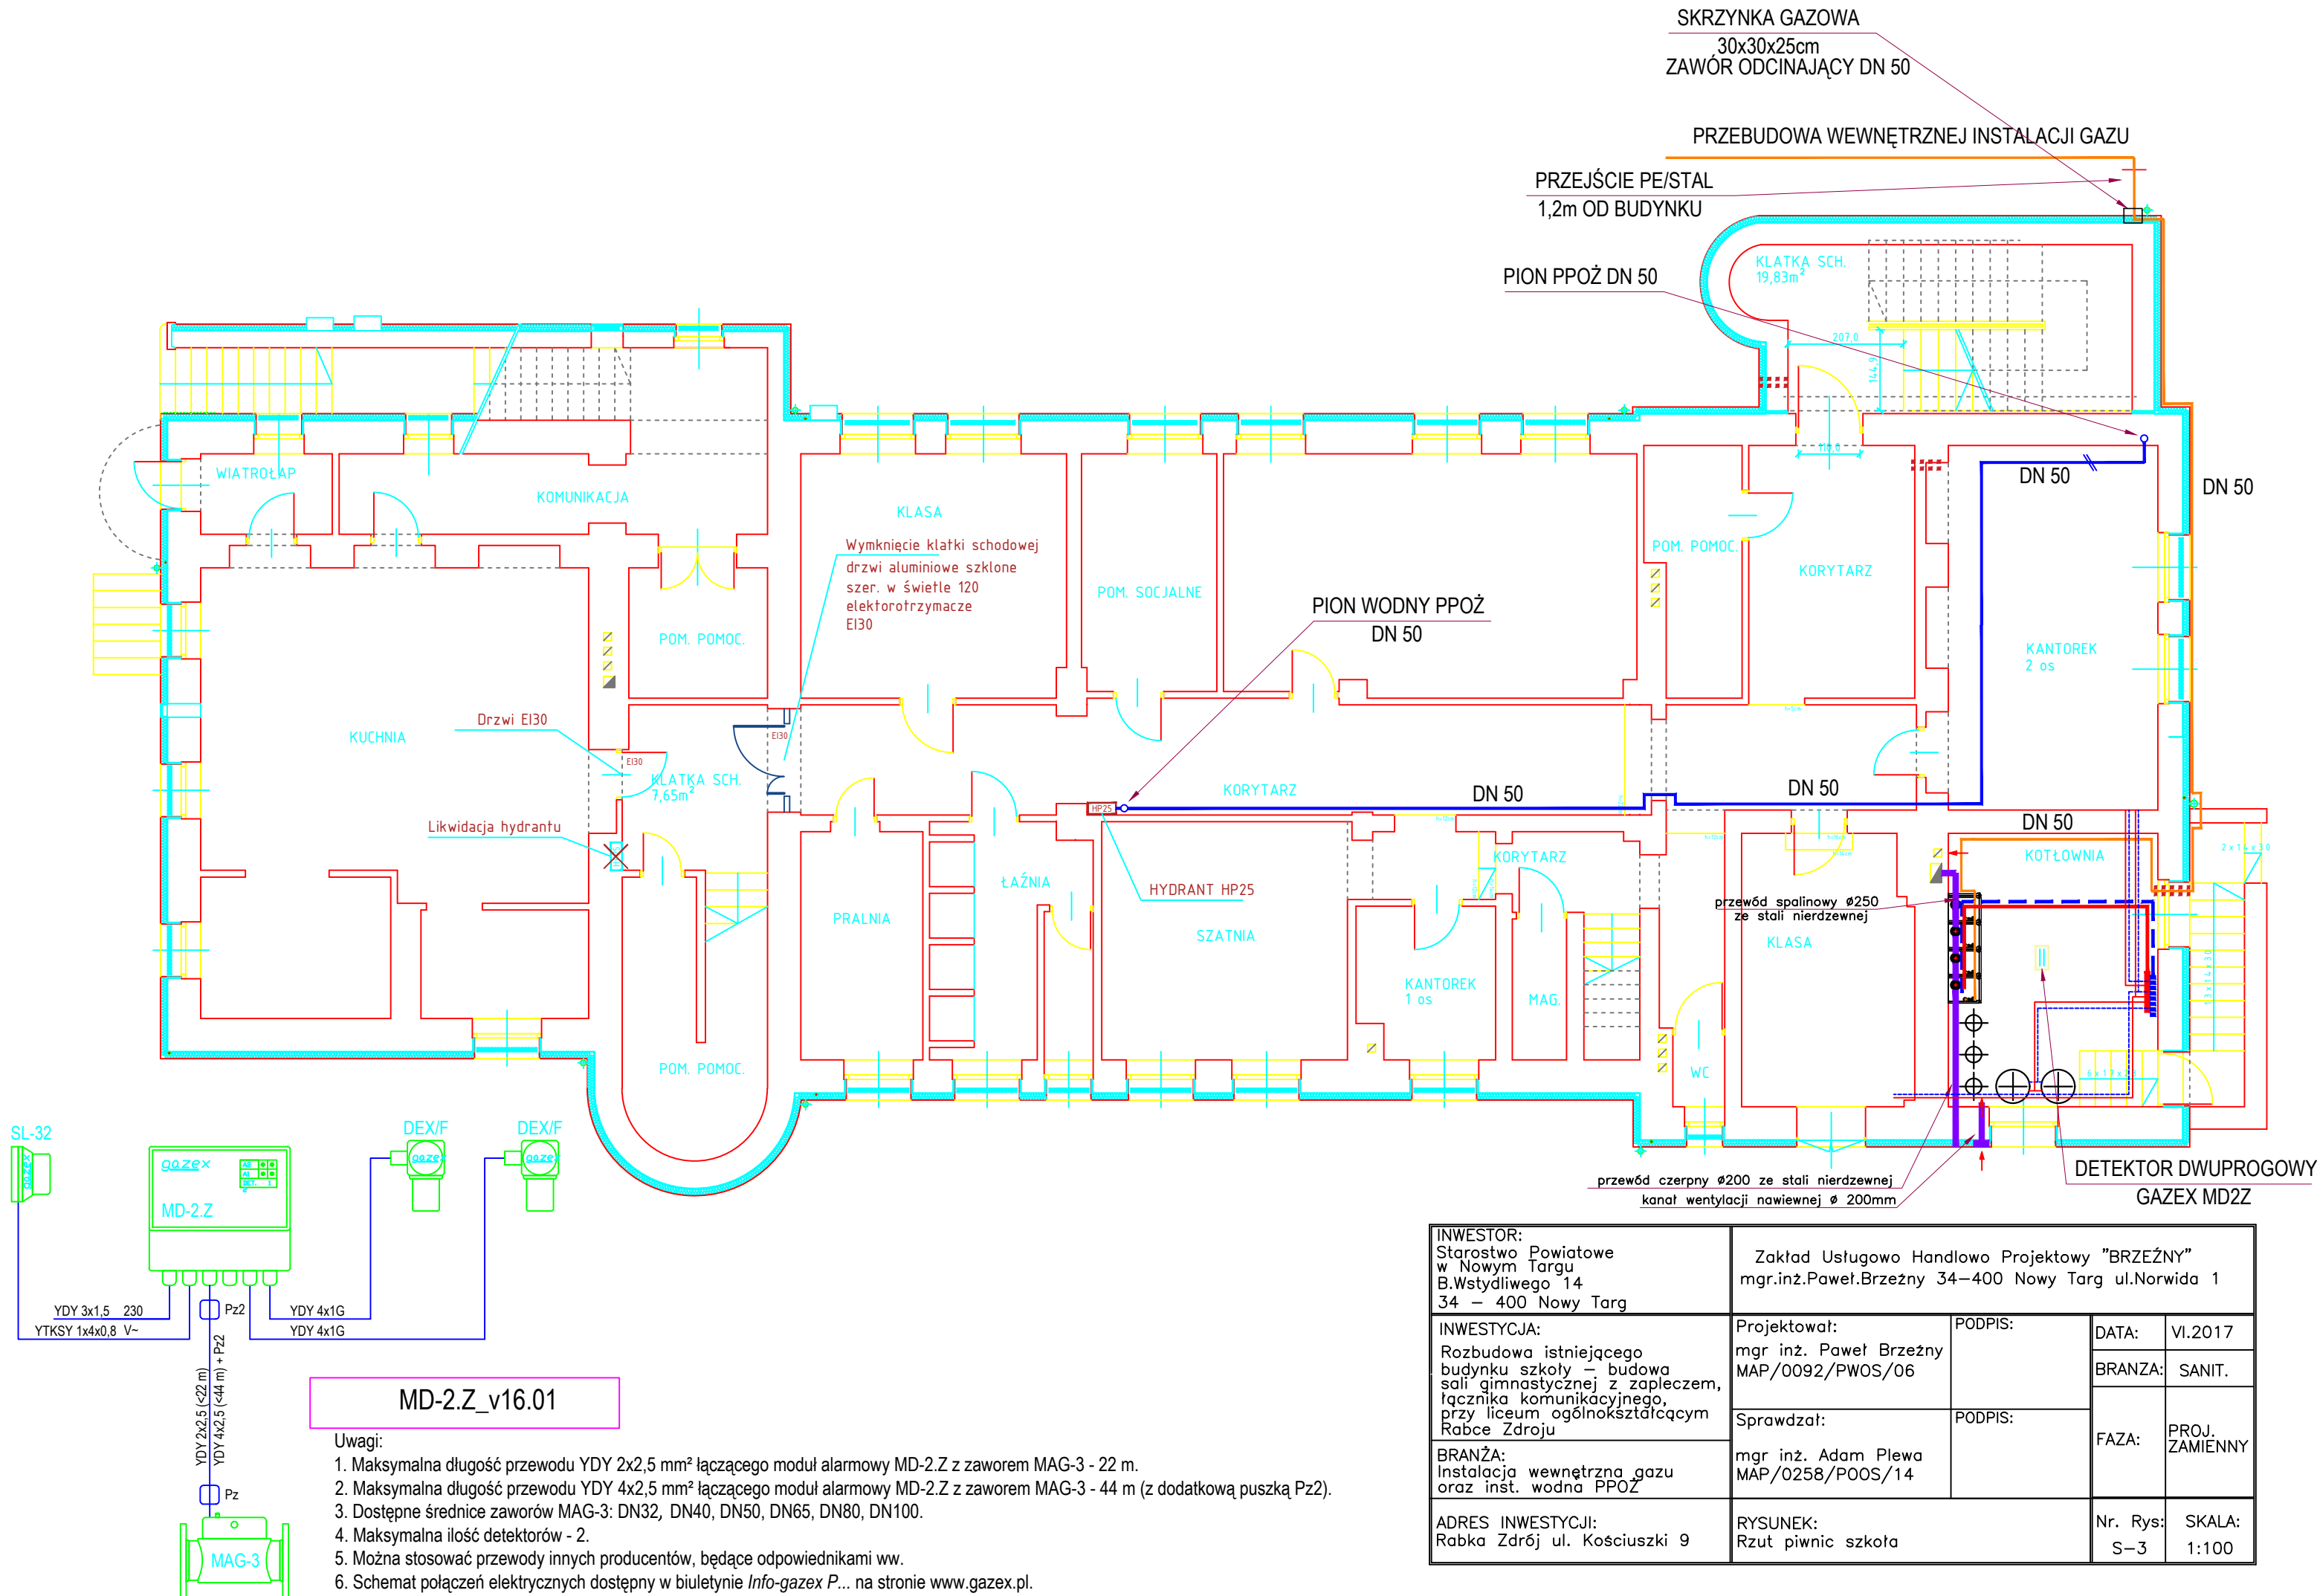 SKRZYNKA GAZOWA
30x30x25cm
ZAWÓR ODCINAJĄCY DN 50
PRZEBUDOWA WEWNĘTRZNEJ INSTALACJI GAZU
PRZEJŚCIE PE/STAL
1,2m OD BUDYNKU
PION PPOŻ DN 50
KLATKA SCH.
19,83m²
207,0
144,9
110,0
DN 50
DN 50
WIATROŁAP
KOMUNIKACJA
KLASA
Wymknięcie klatki schodowej
drzwi aluminiowe szklone
szer. w świetle 120
elektorotrzymacze
EI30
POM. SOCJALNE
POM. POMOC.
KORYTARZ
KANTOREK
2 os
PION WODNY PPOŻ
DN 50
POM. POMOC.
Drzwi EI30
KUCHNIA
EI30
EI30
KLATKA SCH.
7,65m²
KORYTARZ
DN 50
DN 50
HP25
DN 50
Likwidacja hydrantu
ŁAŹNIA
HYDRANT HP25
KORYTARZ
KOTŁOWNIA
2x14x30
przewód spalinowy Ø250
ze stali nierdzewnej
PRALNIA
SZATNIA
KLASA
KANTOREK
1 os
MAG.
13x14x30
POM. POMOC.
WC
SL-32
gazex
gazex
MD-2.Z
DEX/F
gazex
DEX/F
gazex
przewód czerpny Ø200 ze stali nierdzewnej
kanał wentylacji nawiewnej Ø 200mm
DETEKTOR DWUPROGOWY
GAZEX MD2Z
YDY 3x1,5 230
YTKSY 1x4x0,8 V~
Pz2
YDY 4x1G
YDY 4x1G
YDY 2x2,5 (<22 m)
YDY 4x2,5 (<44 m) + Pz2
Pz
MAG-3
MD-2.Z_v16.01
Uwagi:
1. Maksymalna długość przewodu YDY 2x2,5 mm² łączącego moduł alarmowy MD-2.Z z zaworem MAG-3 - 22 m.
2. Maksymalna długość przewodu YDY 4x2,5 mm² łączącego moduł alarmowy MD-2.Z z zaworem MAG-3 - 44 m (z dodatkową puszką Pz2).
3. Dostępne średnice zaworów MAG-3: DN32, DN40, DN50, DN65, DN80, DN100.
4. Maksymalna ilość detektorów - 2.
5. Można stosować przewody innych producentów, będące odpowiednikami ww.
6. Schemat połączeń elektrycznych dostępny w biuletynie Info-gazex P... na stronie www.gazex.pl.
INWESTOR:
Starostwo Powiatowe
w Nowym Targu
B.Wstydliwego 14
34 – 400 Nowy Targ
Zakład Usługowo Handlowo Projektowy "BRZEŹNY"
mgr.inż.Paweł.Brzeźny 34–400 Nowy Targ ul.Norwida 1
INWESTYCJA:
Rozbudowa istniejącego
budynku szkoły – budowa
sali gimnastycznej z zapleczem,
łącznika komunikacyjnego,
przy liceum ogólnokształcącym
Rabce Zdroju
Projektował:
mgr inż. Paweł Brzeźny
MAP/0092/PWOS/06
PODPIS:
DATA: VI.2017
BRANZA: SANIT.
Sprawdzał:
mgr inż. Adam Plewa
MAP/0258/POOS/14
PODPIS:
FAZA: PROJ.
ZAMIENNY
BRANŻA:
Instalacja wewnętrzna gazu
oraz inst. wodna PPOŻ
ADRES INWESTYCJI:
Rabka Zdrój ul. Kościuszki 9
RYSUNEK:
Rzut piwnic szkoła
Nr. Rys:
S–3
SKALA:
1:100